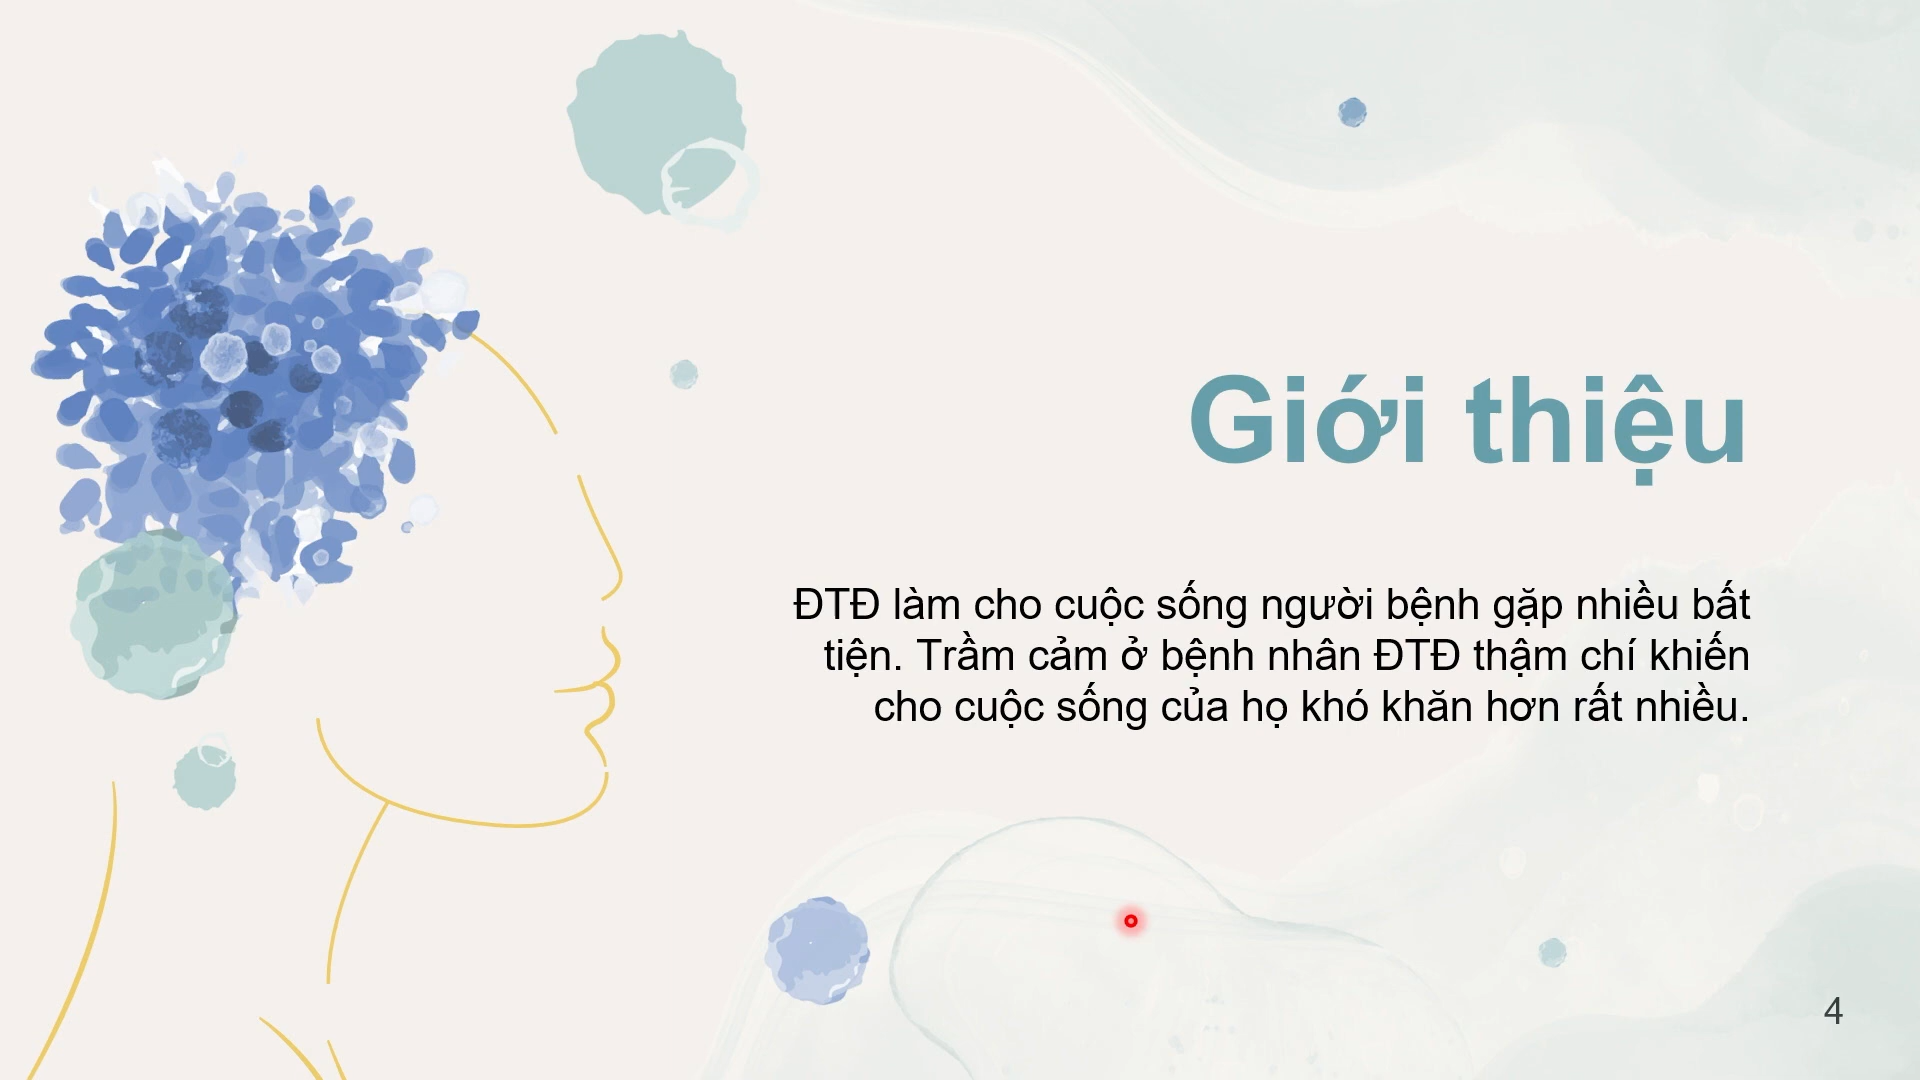 Giới thiệu
ĐTĐ làm cho cuộc sống người bệnh gặp nhiều bất
tiện. Trầm cảm ở bệnh nhân ĐTĐ thậm chí khiến
cho cuộc sống của họ khó khăn hơn rất nhiều.
4